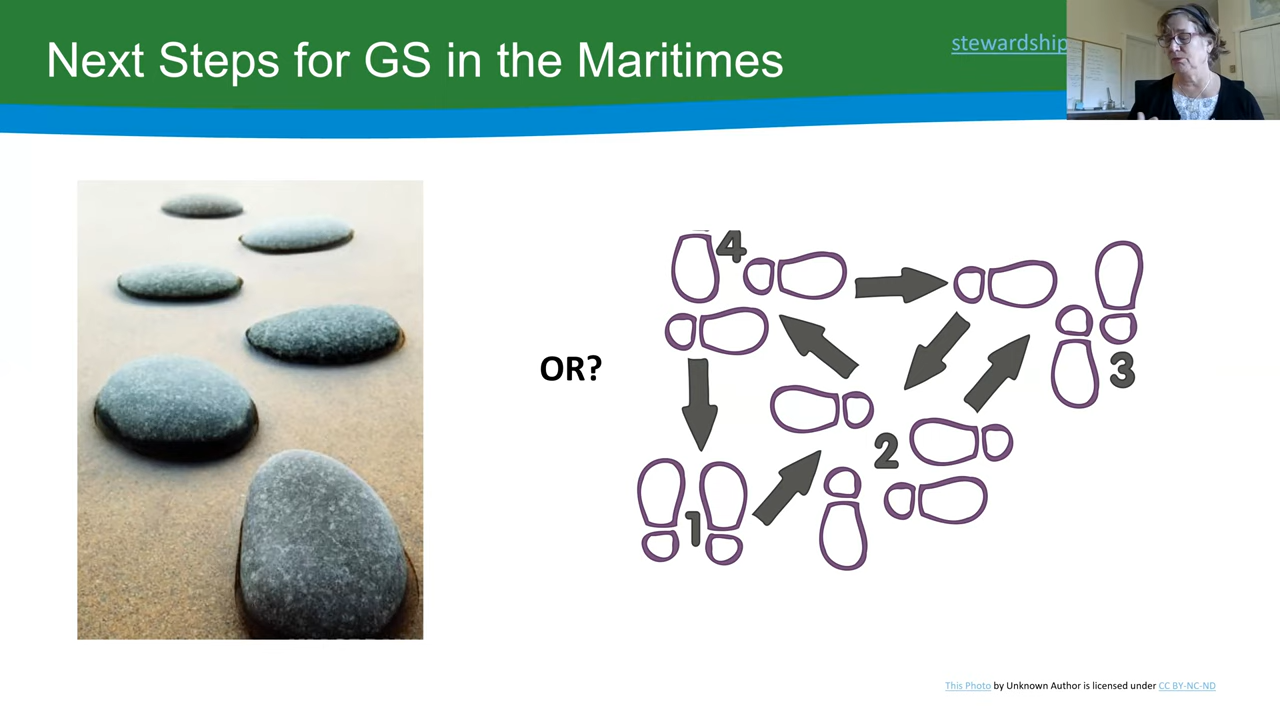 Next Steps for GS in the Maritimes
stewardship
OR?
4
3
2
1
This Photo by Unknown Author is licensed under CC BY-NC-ND